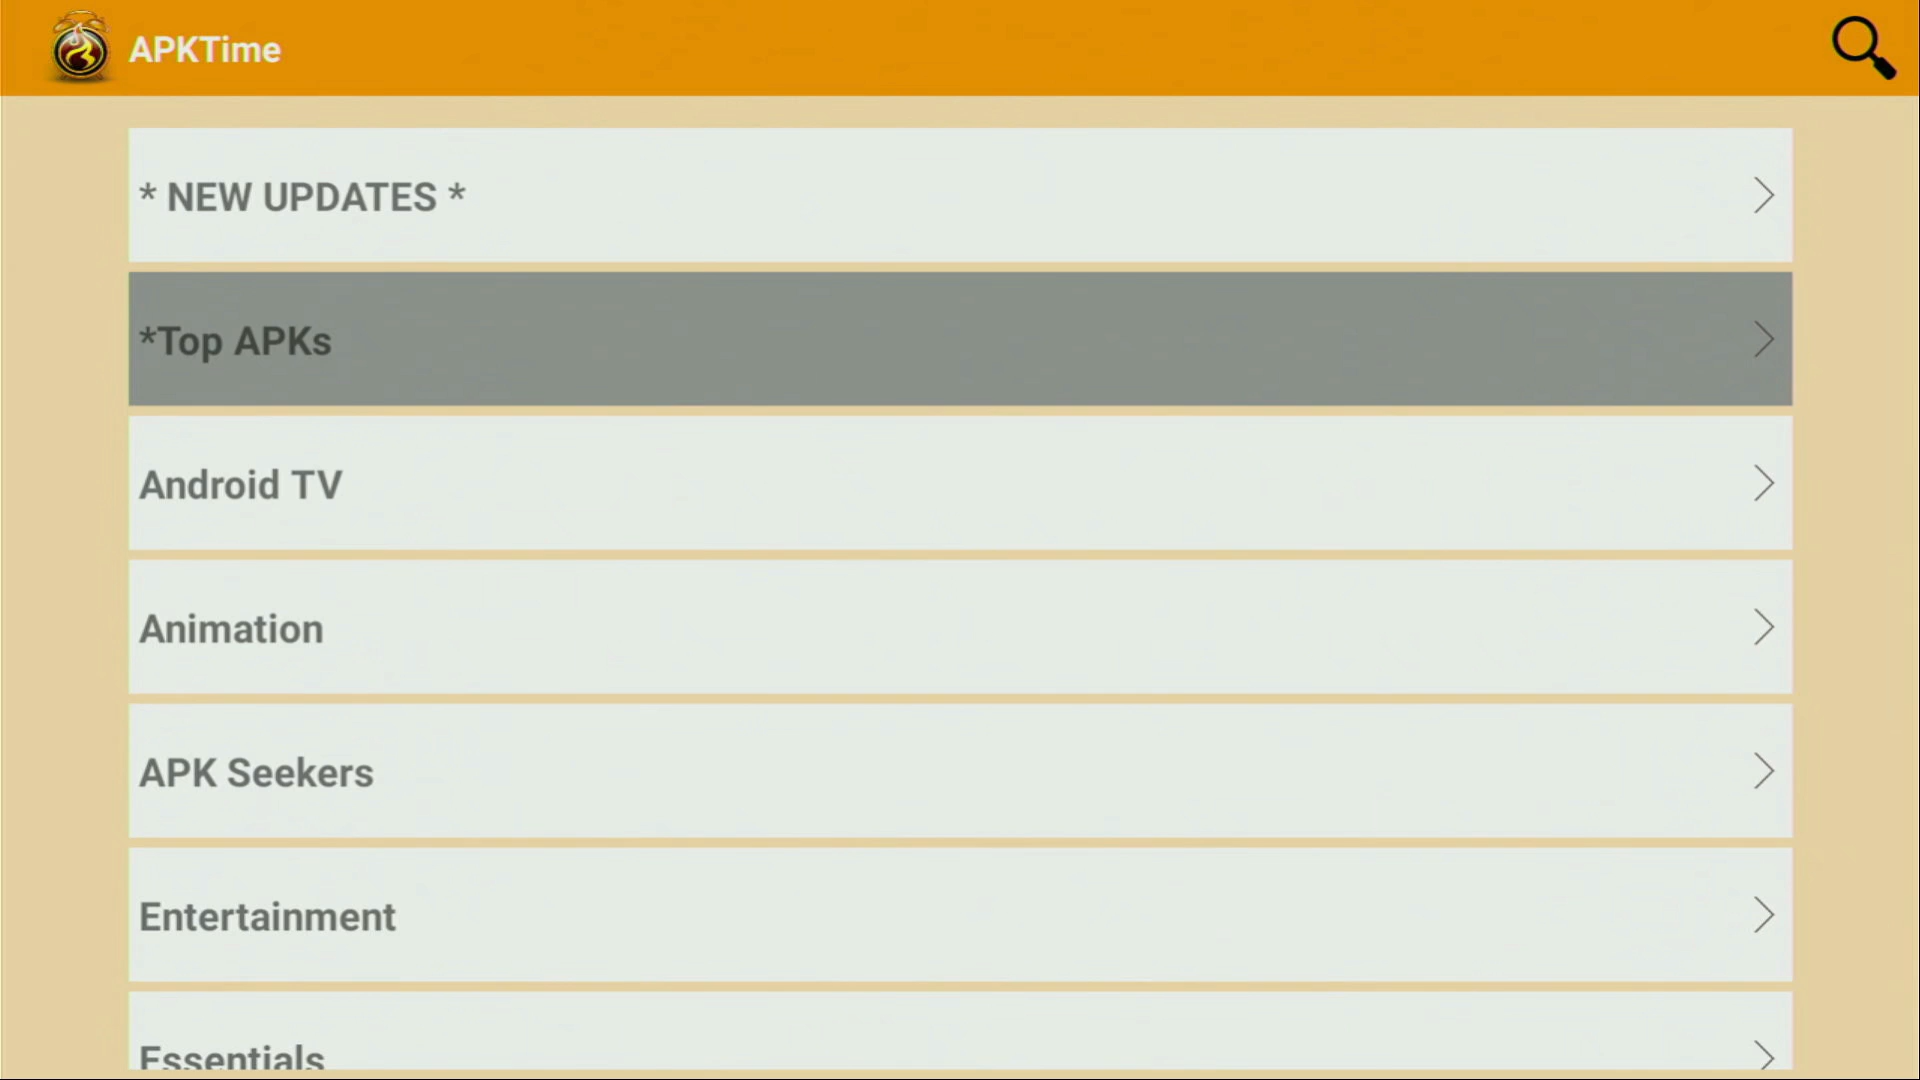 APKTime
* NEW UPDATES *
*Top APKs
Android TV
Animation
APK Seekers
Entertainment
Essentials